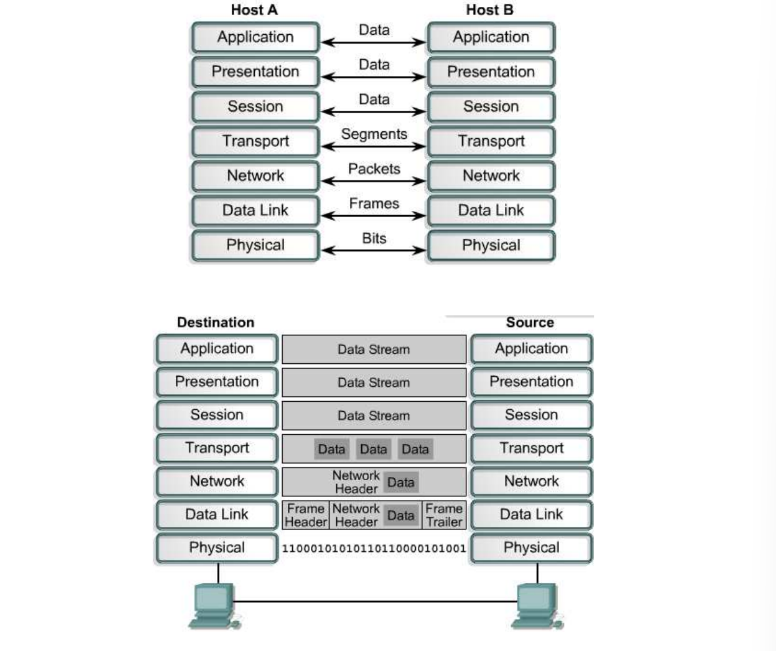 Host A Host B
Application Data Application
Presentation Data Presentation
Session Data Session
Transport Segments Transport
Network Packets Network
Data Link Frames Data Link
Physical Bits Physical
Destination Source
Application Data Stream Application
Presentation Data Stream Presentation
Session Data Stream Session
Transport Data Data Data Transport
Network Network Header Data Network
Data Link Frame Header Network Header Data Frame Trailer Data Link
Physical 1100010101011011000010100​1 Physical